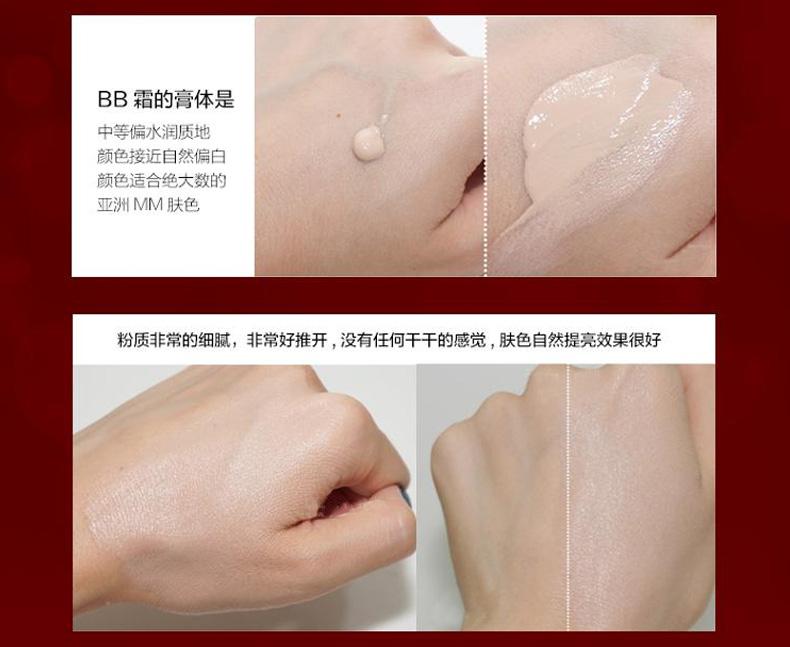 BB 霜的膏体是
中等偏水润质地
颜色接近自然偏白
颜色适合绝大数的
亚洲 MM 肤色
粉质非常的细腻，非常好推开，没有任何干干的感觉，肤色自然提亮效果很好